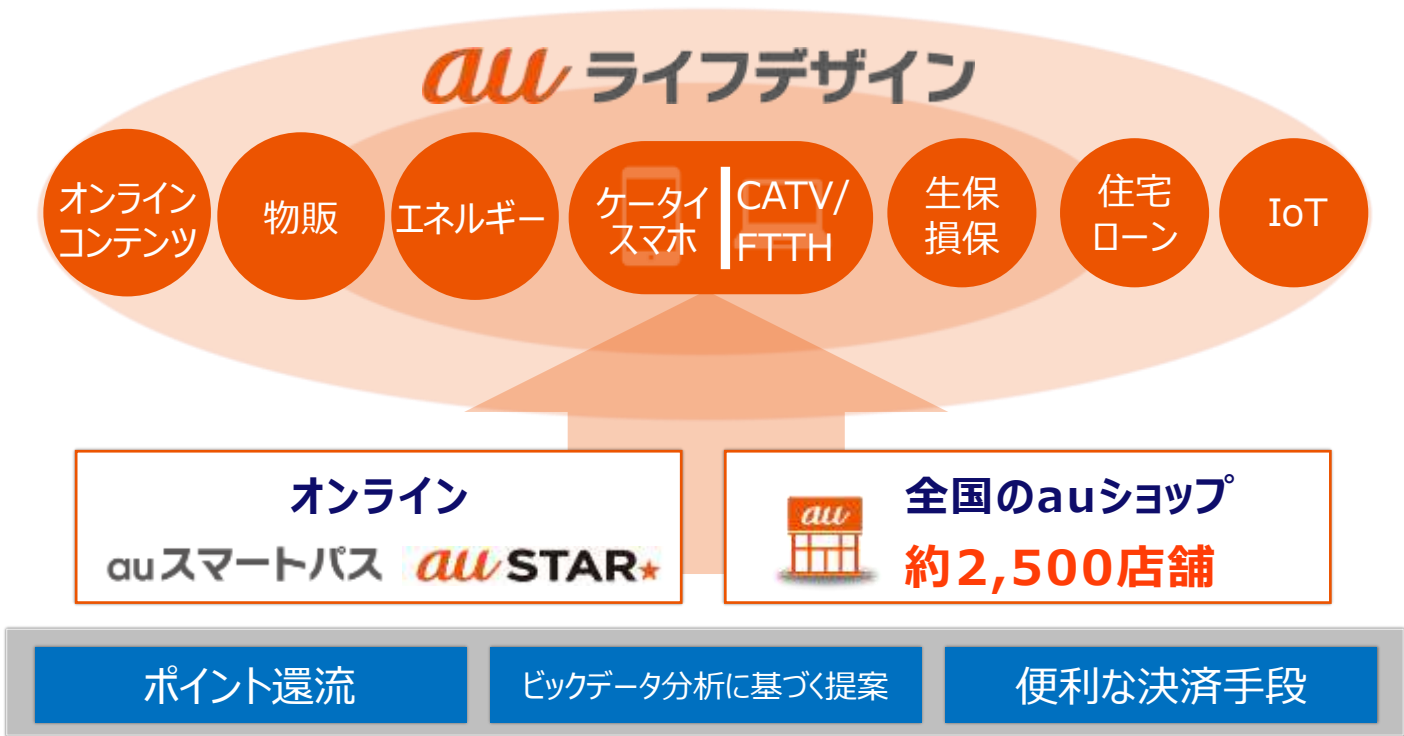 au ライフデザイン
オンライン
コンテンツ
物販
エネルギー
ケータイ
スマホ
CATV/
FTTH
生保
損保
住宅
ローン
IoT
オンライン
auスマートパス au STAR★
au
全国のauショップ
約2,500店舗
ポイント還流
ビックデータ分析に基づく提案
便利な決済手段